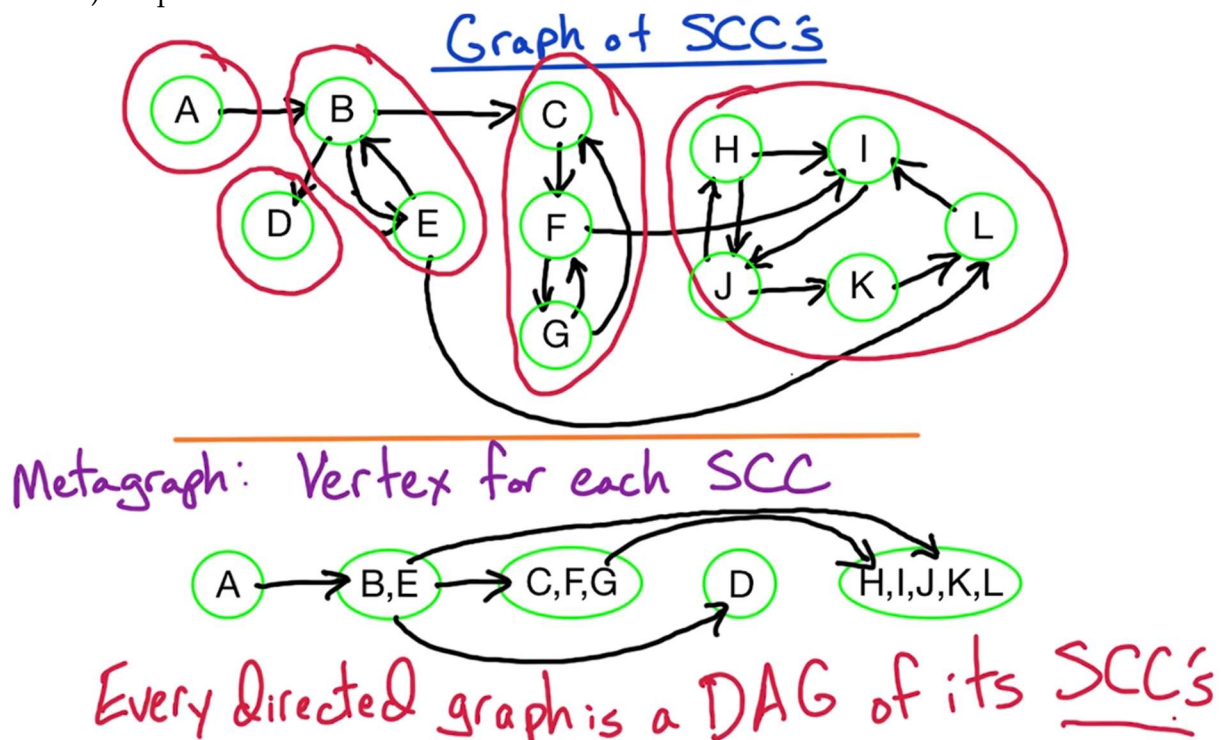 Graph of SCC's
A B C H I
D E F L
J K
G
Metagraph: Vertex for each SCC
A B,E C,F,G D H,I,J,K,L
Every directed graph is a DAG of its SCC's